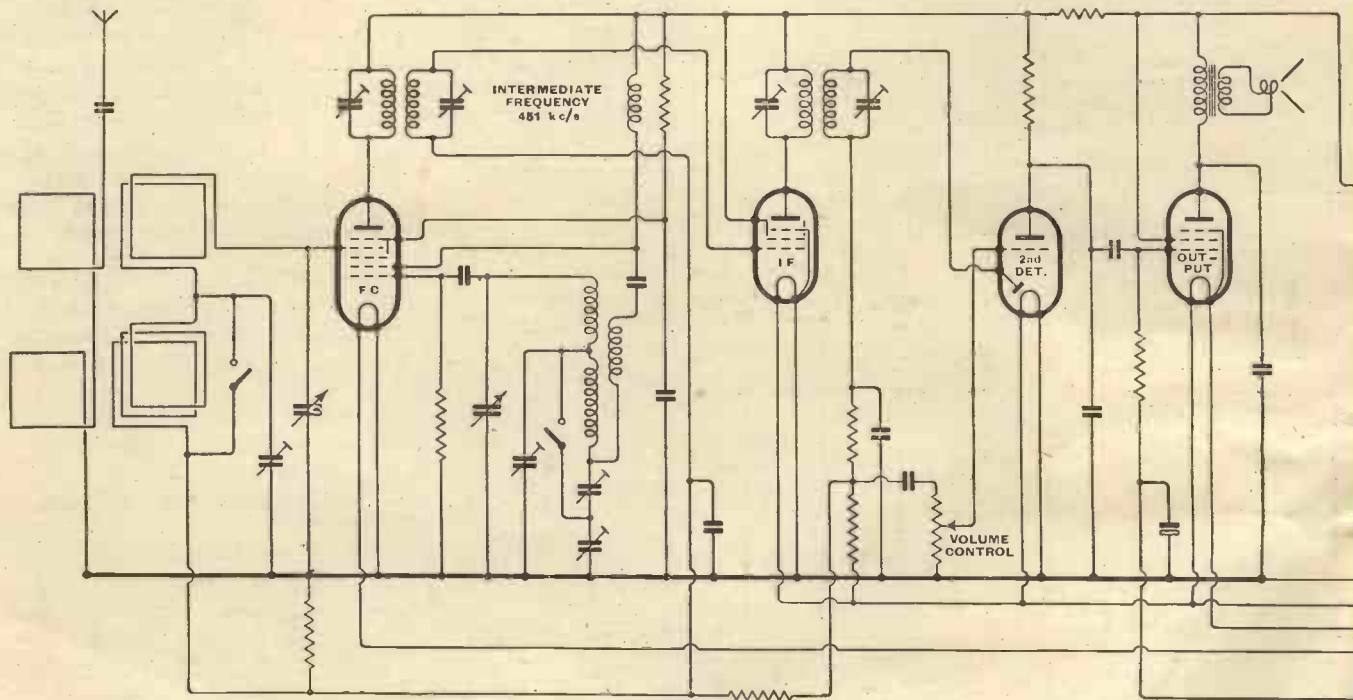 INTERMEDIATE
FREQUENCY
451 kc/s
FC
IF
2nd
DET.
OUT
PUT
VOLUME
CONTROL